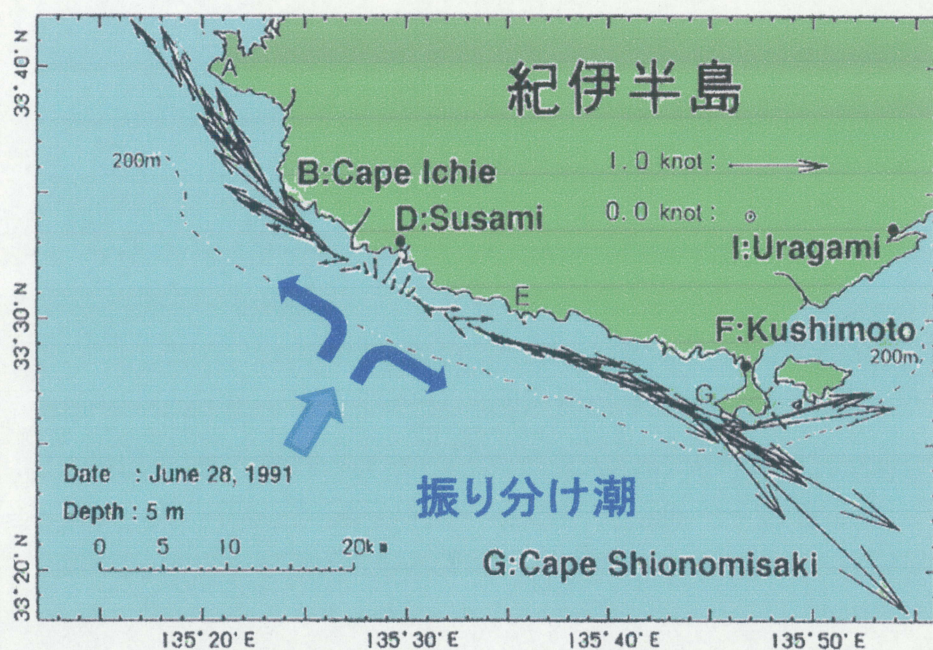 33° 40' N
33° 30' N
33° 20' N
紀伊半島
A
200m
1.0 knot :
B:Cape Ichie
0.0 knot :
D:Susami
I:Uragami
E
F:Kushimoto
200m
G
Date : June 28, 1991
振り分け潮
Depth : 5 m
0 5 10 20k
G:Cape Shionomisaki
135° 20' E 135° 30' E 135° 40' E 135° 50' E